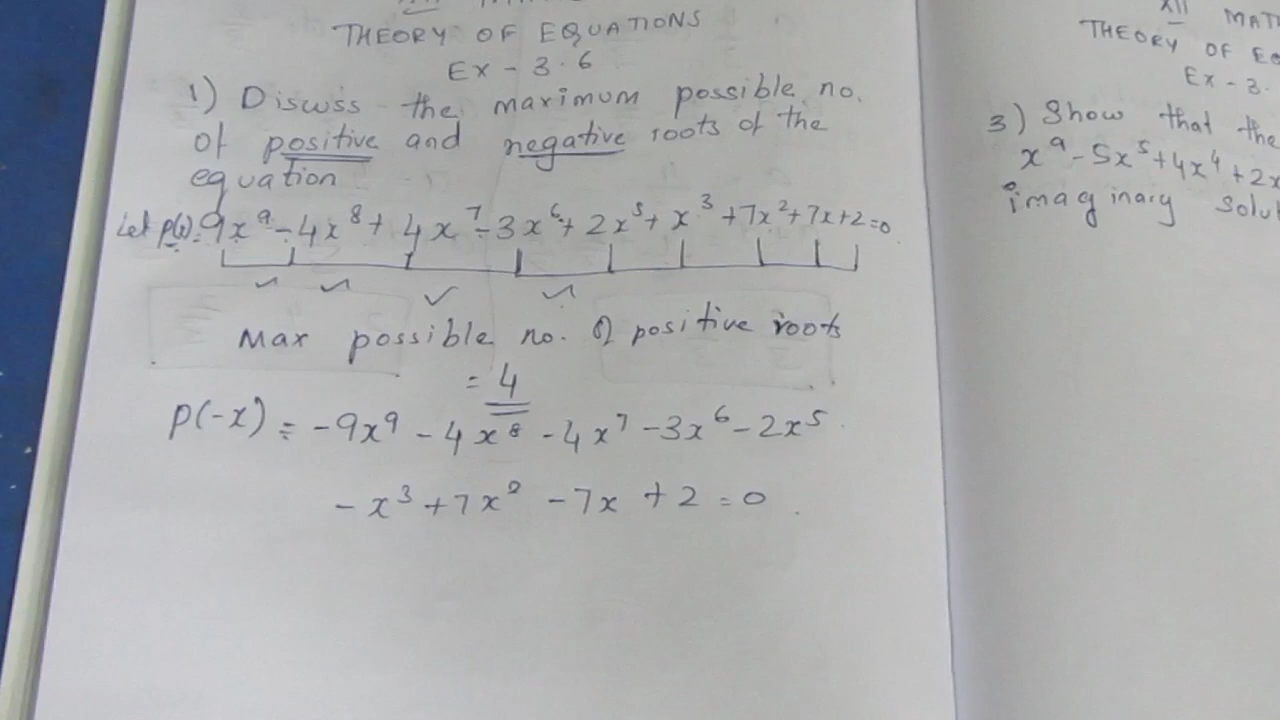 THEORY OF EQUATIONS
Ex - 3.6
1) Discuss the maximum possible no.
of positive and negative roots of the
equation
Let p(x) = 9x⁹ - 4x⁸ + 4x⁷ - 3x⁶ + 2x⁵ + x³ + 7x² + 7x + 2 = 0
Max possible no. of positive roots
= 4
P(-x) = -9x⁹ - 4x⁸ - 4x⁷ - 3x⁶ - 2x⁵
- x³ + 7x² - 7x + 2 = 0
XII MAT
THEORY OF EQ
Ex - 3.
3) Show that the
x⁹ - 5x⁵ + 4x⁴ + 2x
imaginary solu